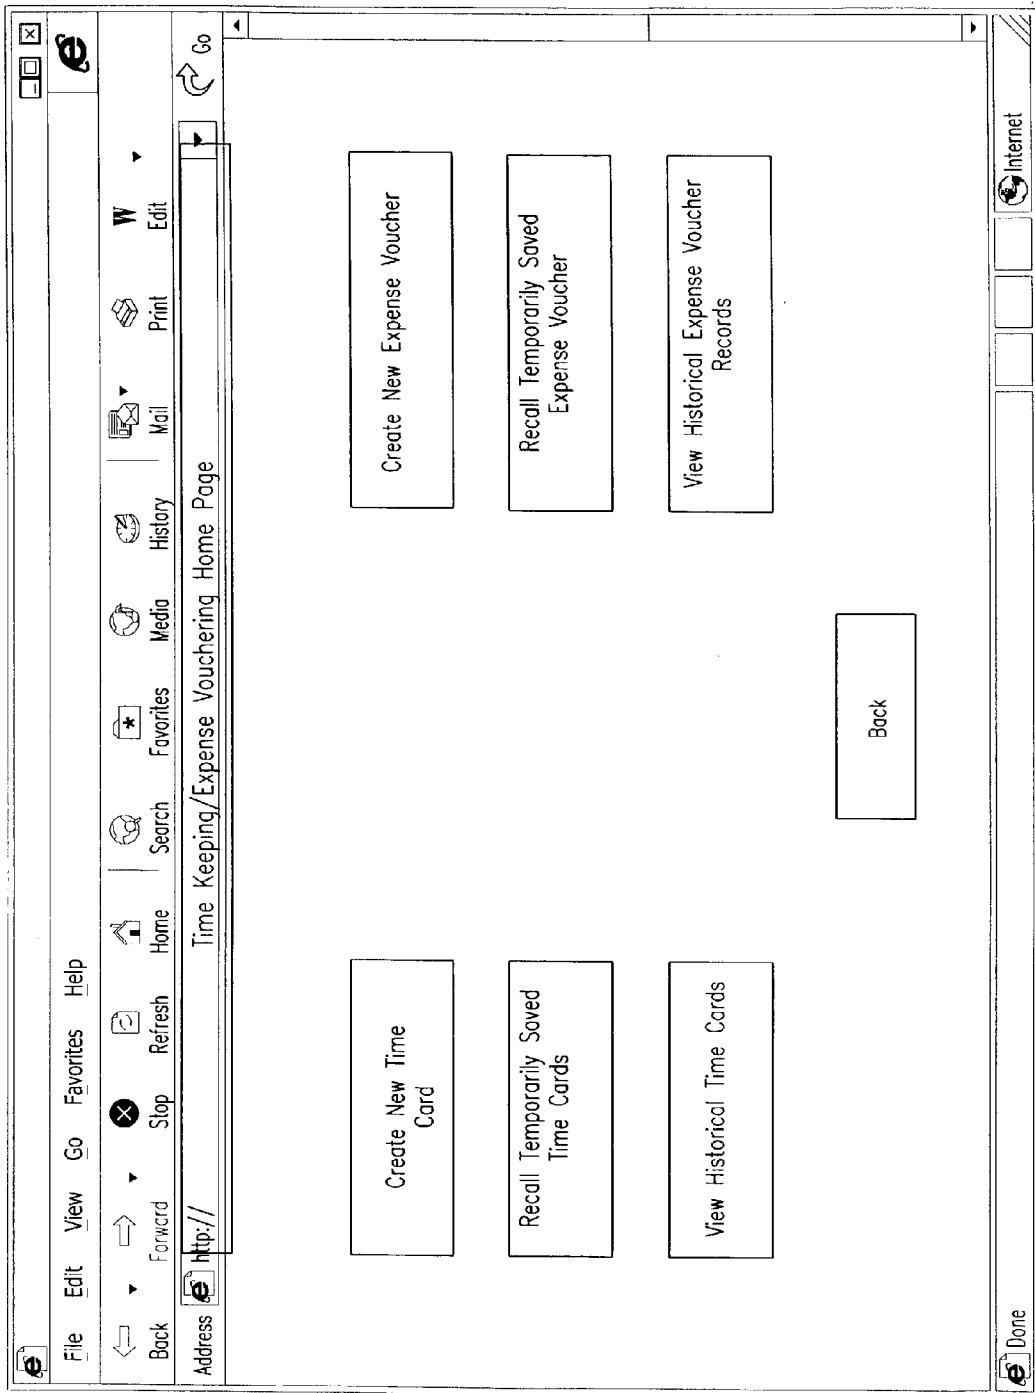 File Edit View Go Favorites Help
W
Back Forward Stop Refresh Home Search Favorites Media History Mail Print Edit
Address http:// Time Keeping/Expense Vouchering Home Page Go
Create New Time
Card
Create New Expense Voucher
Recall Temporarily Saved
Time Cards
Recall Temporarily Saved
Expense Voucher
View Historical Time Cards
View Historical Expense Voucher
Records
Back
Done Internet